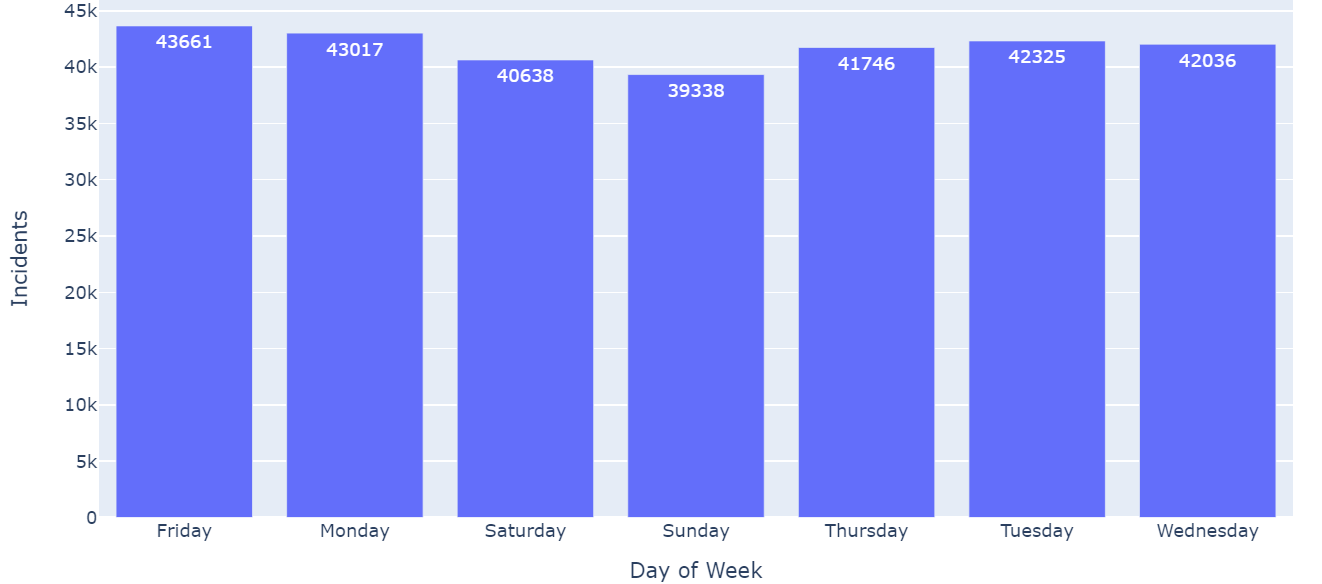 45k
40k
35k
30k
25k
20k
15k
10k
5k
0
Incidents
43661
43017
40638
39338
41746
42325
42036
Friday
Monday
Saturday
Sunday
Thursday
Tuesday
Wednesday
Day of Week